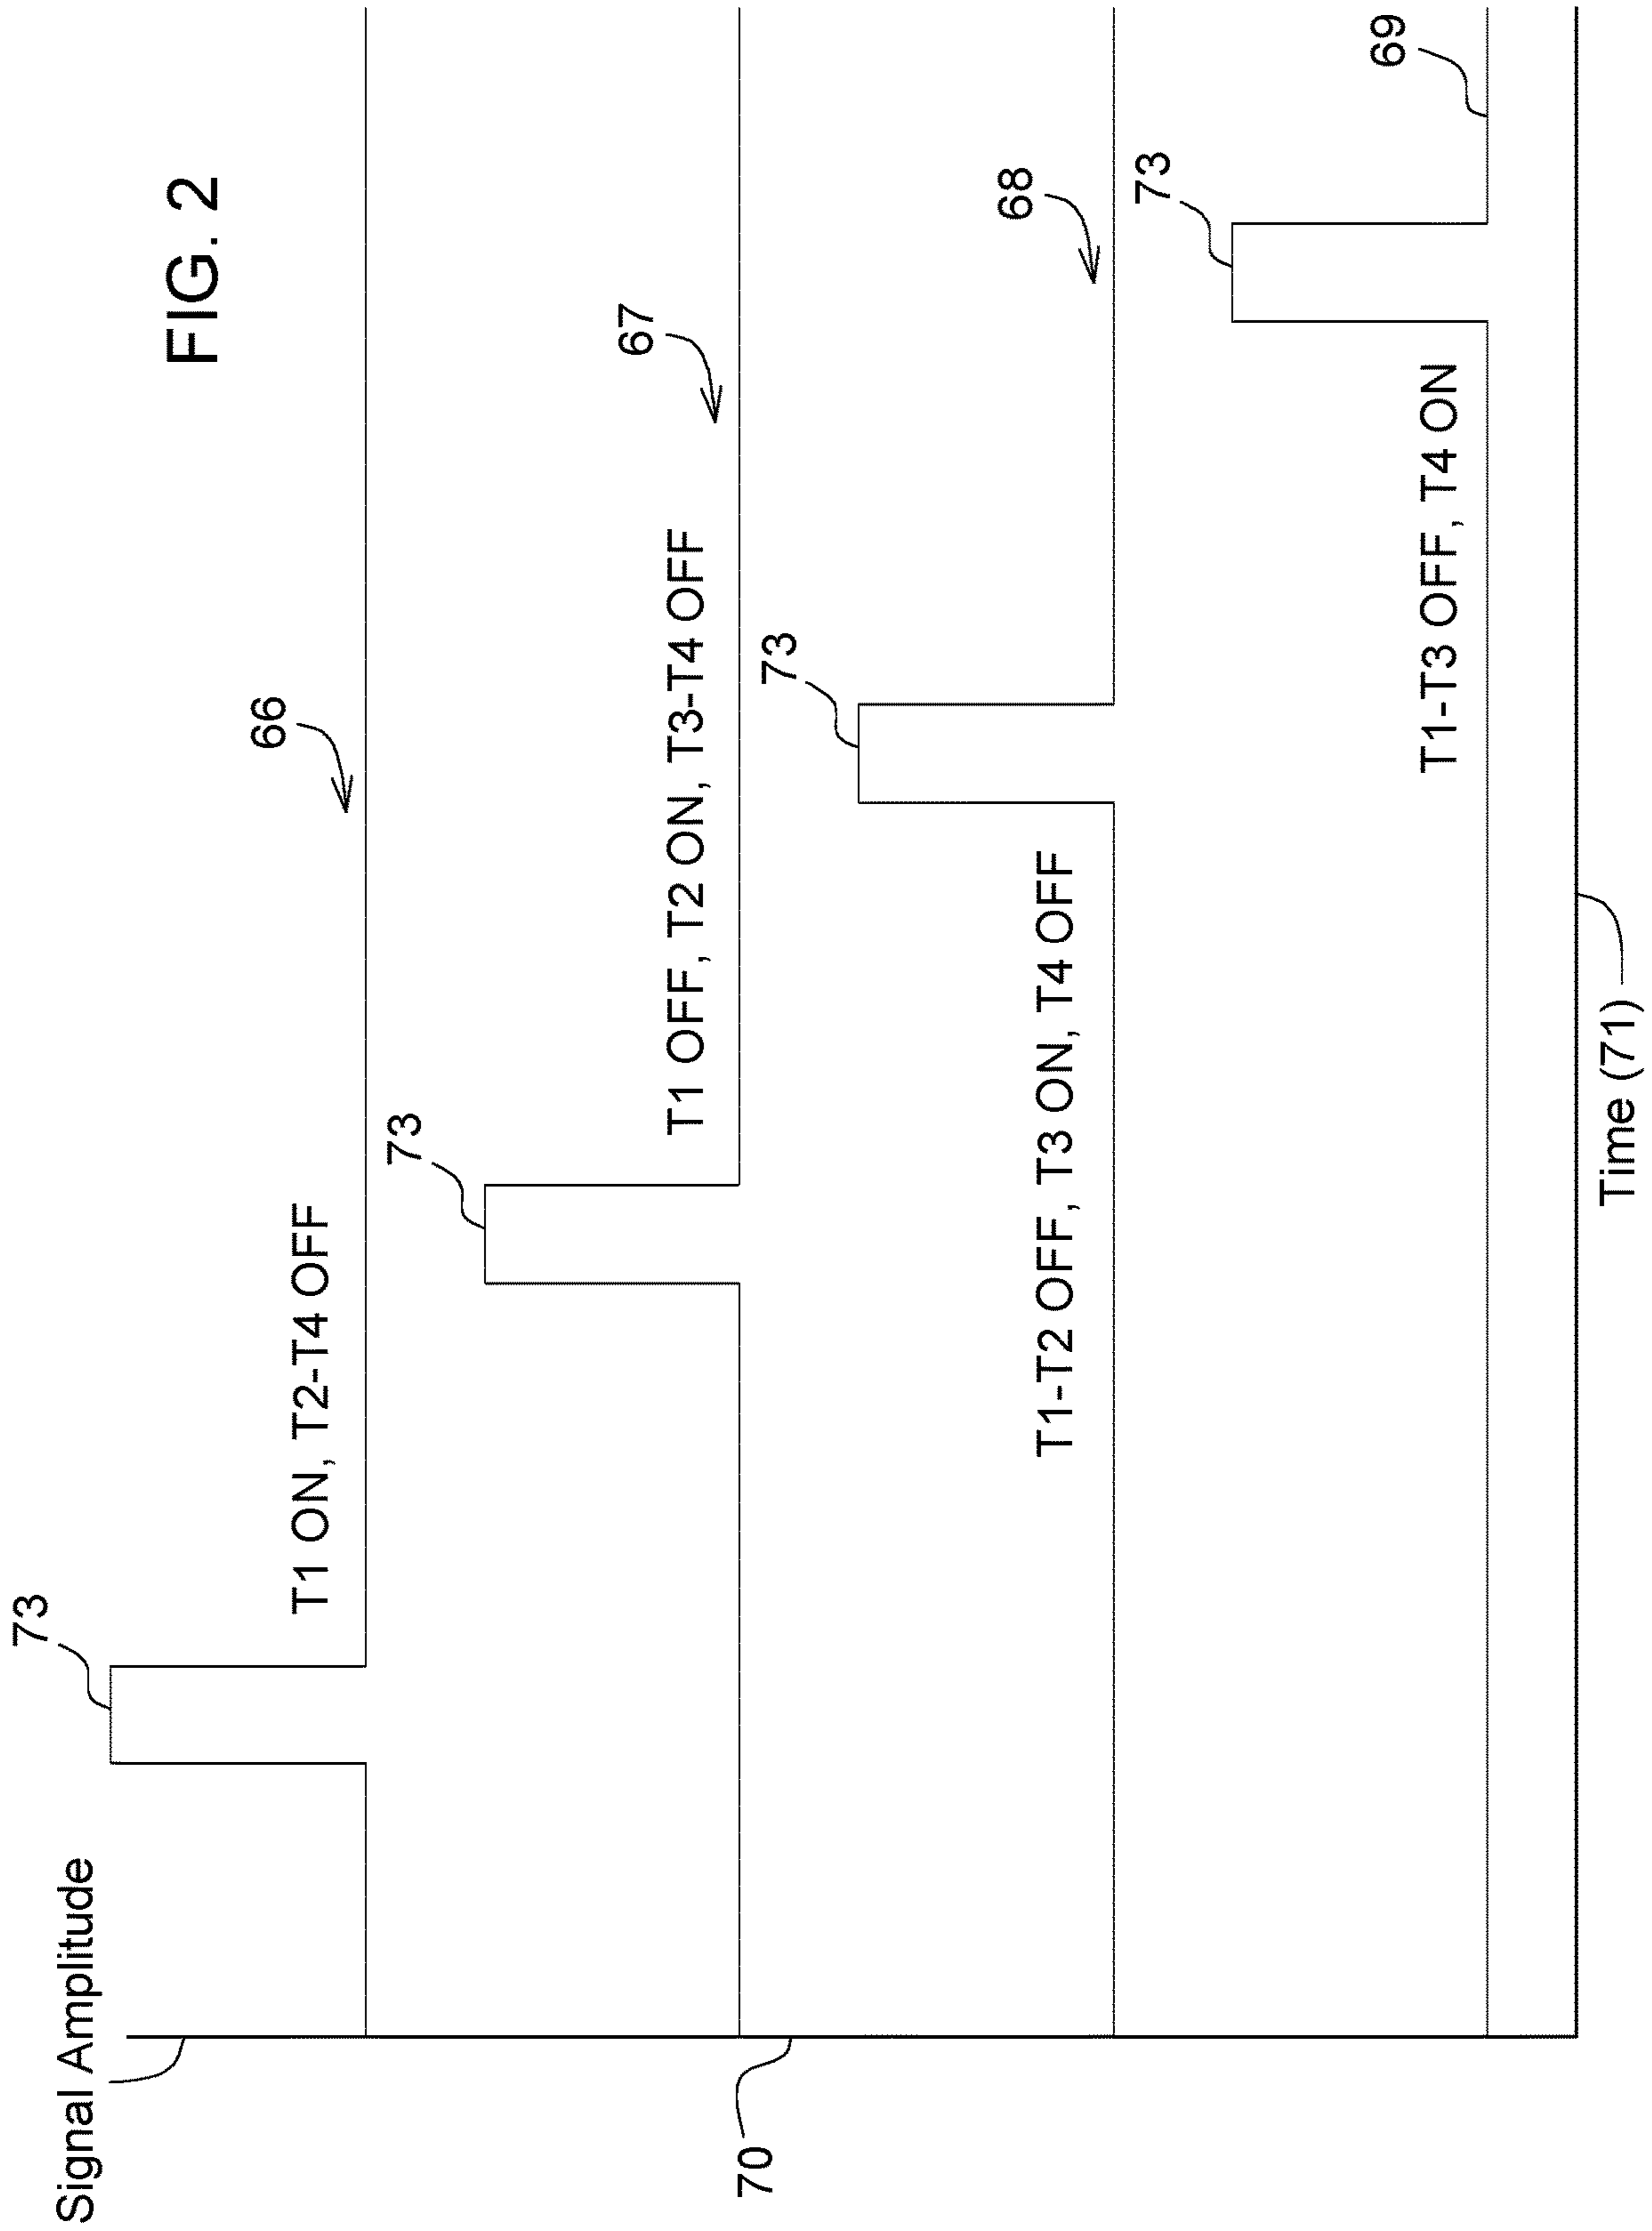 FIG. 2
Signal Amplitude
73
T1 ON, T2-T4 OFF
66
73
T1 OFF, T2 ON, T3-T4 OFF
67
70
73
T1-T2 OFF, T3 ON, T4 OFF
68
73
T1-T3 OFF, T4 ON
69
Time (71)